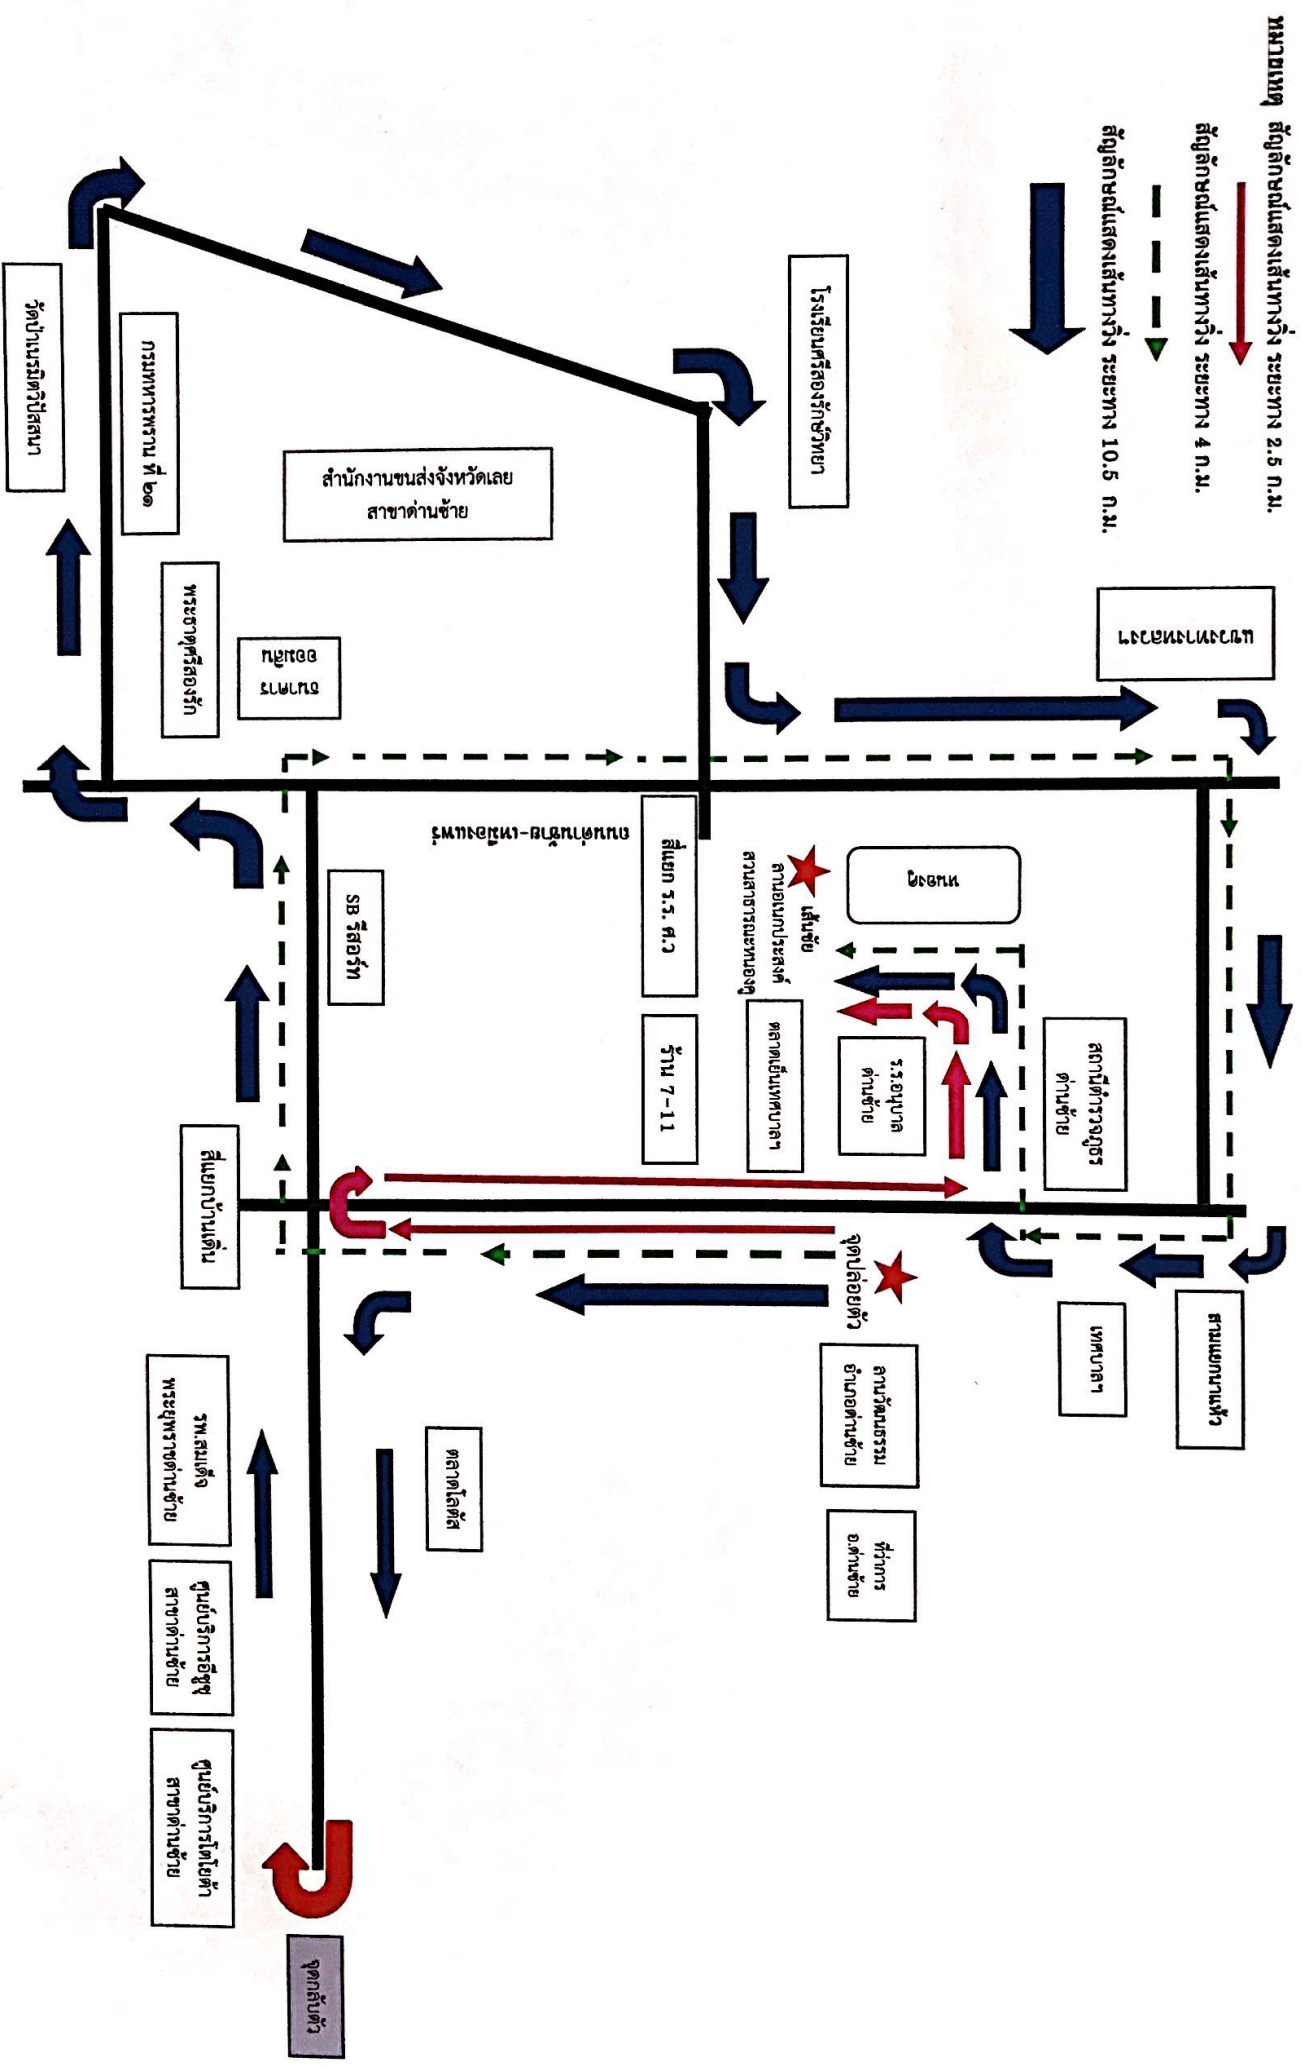 หมายเหตุ สัญลักษณ์แสดงเส้นทางวิ่ง ระยะทาง 2.5 ก.ม.
สัญลักษณ์แสดงเส้นทางวิ่ง ระยะทาง 4 ก.ม.
สัญลักษณ์แสดงเส้นทางวิ่ง ระยะทาง 10.5 ก.ม.
แขวงทางหลวงฯ
โรงเรียนศรีสองรักษ์วิทยา
สำนักงานขนส่งจังหวัดเลย
สาขาด่านซ้าย
กรมทหารพราน ที่ ๒๑
วัดป่าเนรมิตวิปัสสนา
พระธาตุศรีสองรัก
ธนาคาร
ออมสิน
ถนนด่านซ้าย-เหมืองแพร่
สี่แยก ร.ร. ศ.ว
ร้าน 7-11
หนองคู
เส้นชัย
ลานอเนกประสงค์
สวนสาธารณะหนองคู
ตลาดเย็นเทศบาลฯ
ร.ร.อนุบาล
ด่านซ้าย
สถานีตำรวจภูธร
ด่านซ้าย
SB รีสอร์ท
สี่แยกบ้านเดิ่น
จุดปล่อยตัว
ลานวัฒนธรรม
อำเภอด่านซ้าย
ที่ว่าการ
อ.ด่านซ้าย
เทศบาลฯ
สามแยกนาหว้า
ตลาดโลตัส
รพ.สมเด็จ
พระยุพราชด่านซ้าย
ศูนย์บริการอีซูซุ
สาขาด่านซ้าย
ศูนย์บริการโตโยต้า
สาขาด่านซ้าย
จุดกลับตัว